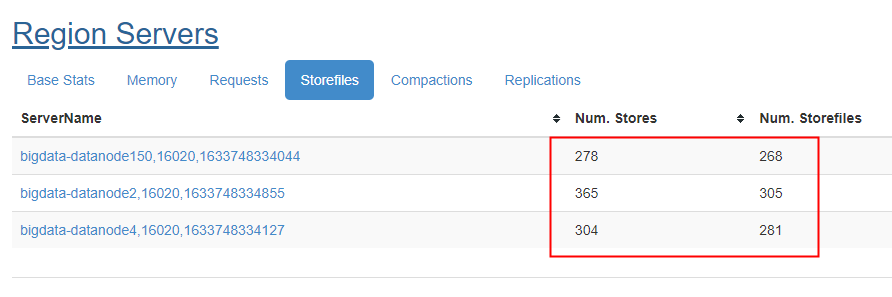 Region Servers
Base Stats Memory Requests Storefiles Compactions Replications
ServerName Num. Stores Num. Storefiles
bigdata-datanode150,16020,1633748334044 278 268
bigdata-datanode2,16020,1633748334855 365 305
bigdata-datanode4,16020,1633748334127 304 281